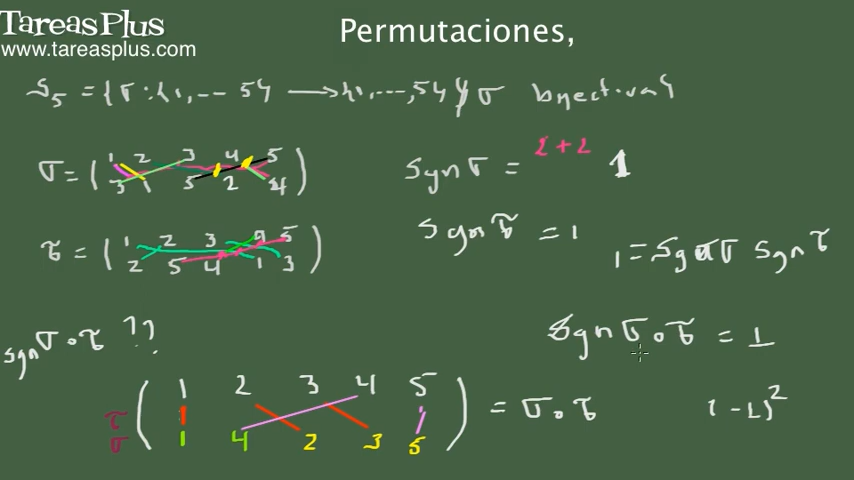 TareasPlus
www.tareasplus.com
Permutaciones,
S₅ = {σ: {1, -- 5} → {1, ---, 5} / σ Biyectiva}
σ = ( 1 2 3 4 5 )
3 1 5 2 4
sgn σ = 2+2 1
τ = ( 1 2 3 4 5 )
2 5 4 1 3
sgn τ = 1
1 = sgn σ sgn τ
sgn σ∘τ ??
sgn σ∘τ = 1
τ ( 1 2 3 4 5 ) = σ∘τ
σ 1 4 2 3 5
(-1)²